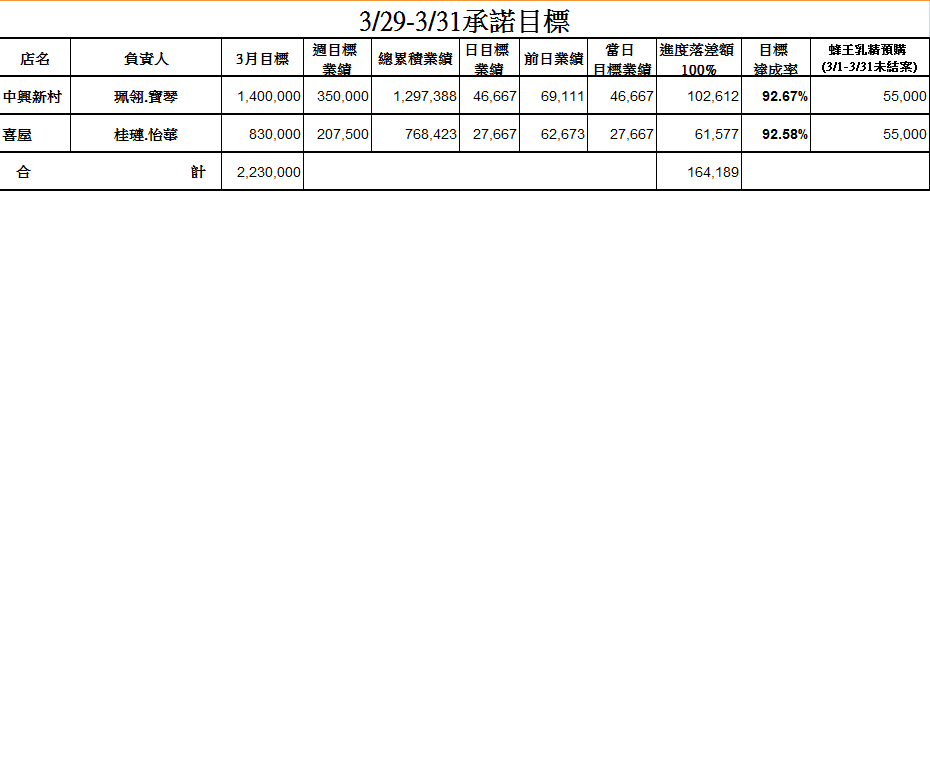 3/29-3/31承諾目標
店名 負責人 3月目標 週目標業績 總累積業績 日目標業績 前日業績 當日目標業績 進度落差額100% 目標達成率 蜂王乳精預購(3/1-3/31未結案)
中興新村 珮翎.寶琴 1,400,000 350,000 1,297,388 46,667 69,111 46,667 102,612 92.67% 55,000
喜屋 桂璉.怡華 830,000 207,500 768,423 27,667 62,673 27,667 61,577 92.58% 55,000
合 計 2,230,000 164,189